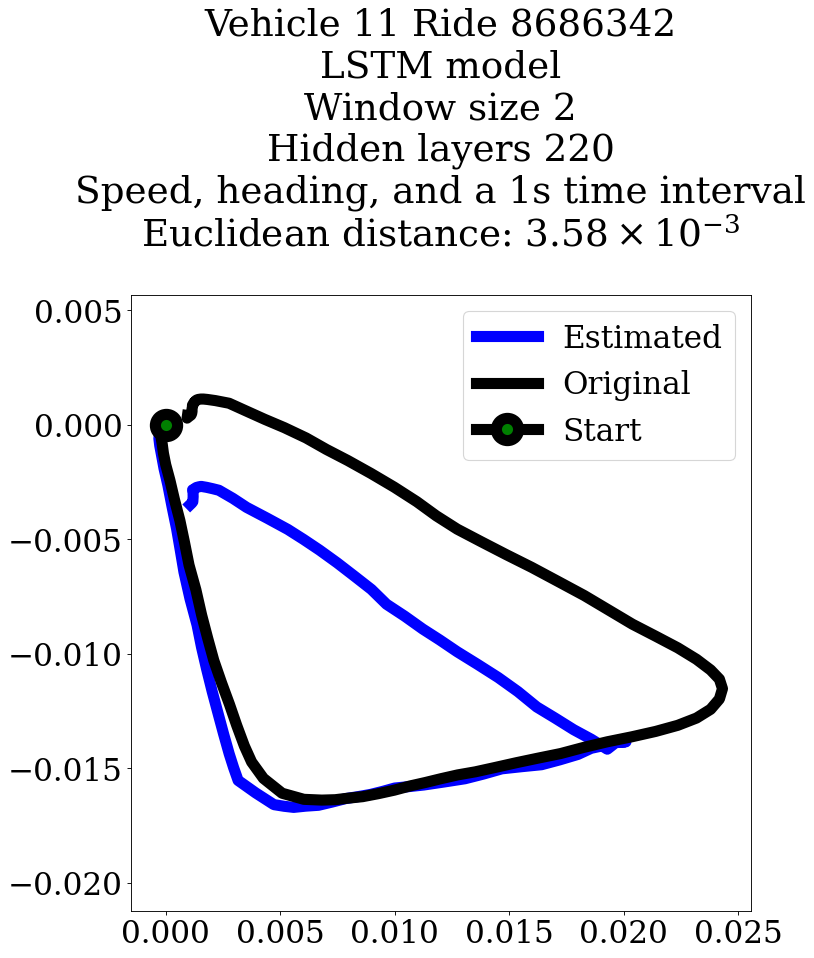 Vehicle 11 Ride 8686342
LSTM model
Window size 2
Hidden layers 220
Speed, heading, and a 1s time interval
Euclidean distance: 3.58 × 10⁻³
Estimated
Original
Start
0.005
0.000
−0.005
−0.010
−0.015
−0.020
0.000 0.005 0.010 0.015 0.020 0.025